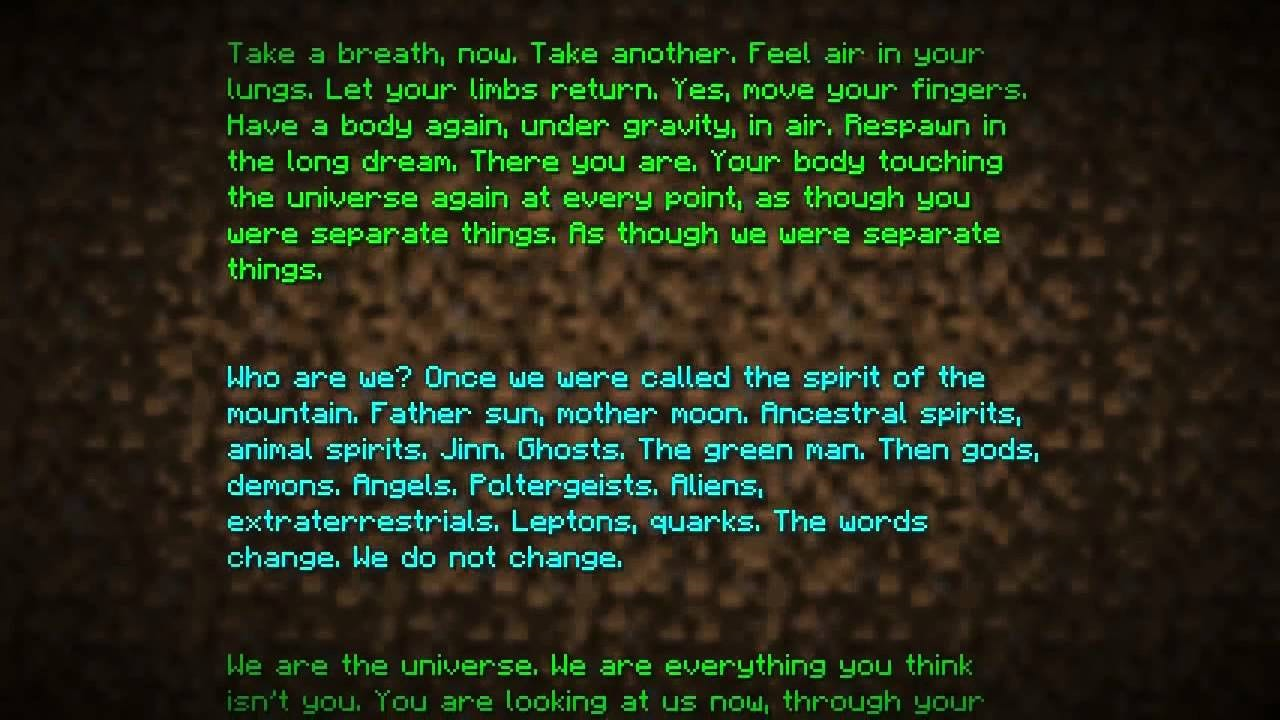 Take a breath, now. Take another. Feel air in your
lungs. Let your limbs return. Yes, move your fingers.
Have a body again, under gravity, in air. Respawn in
the long dream. There you are. Your body touching
the universe again at every point, as though you
were separate things. As though we were separate
things.
Who are we? Once we were called the spirit of the
mountain. Father sun, mother moon. Ancestral spirits,
animal spirits. Jinn. Ghosts. The green man. Then gods,
demons. Angels. Poltergeists. Aliens,
extraterrestrials. Leptons, quarks. The words
change. We do not change.
We are the universe. We are everything you think
isn't you. You are looking at us now, through your